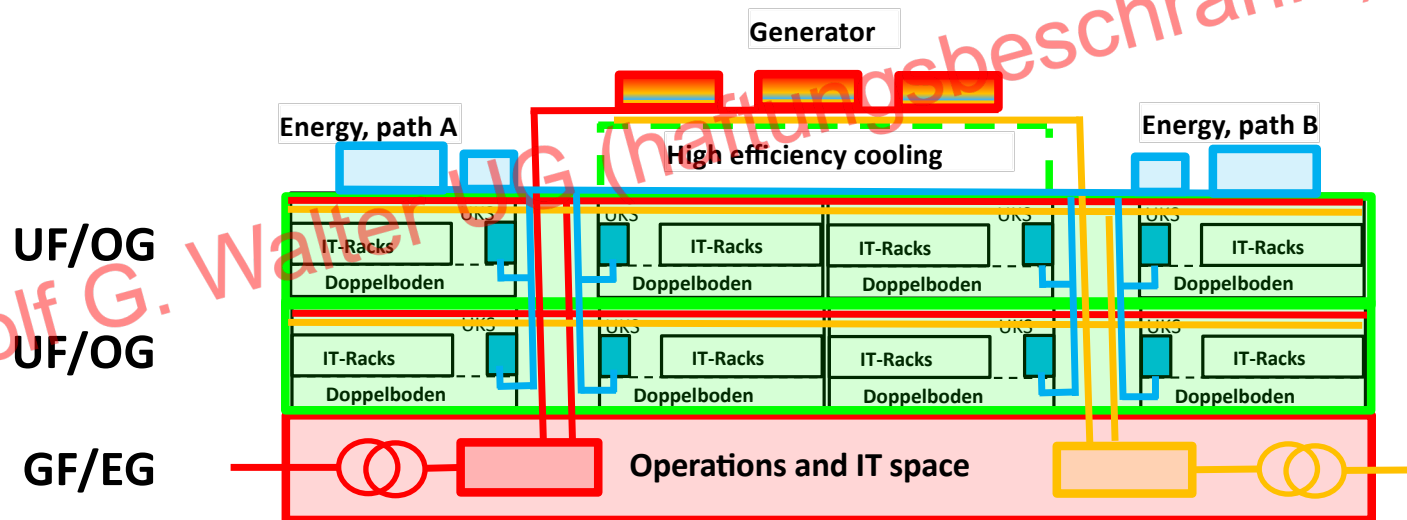 Generator
Energy, path A
Energy, path B
High efficiency cooling
olf G. Walter UG (haftungsbeschränk
UF/OG
UKS
UKS
UKS
UKS
IT-Racks
IT-Racks
IT-Racks
IT-Racks
Doppelboden
Doppelboden
Doppelboden
Doppelboden
UF/OG
UKS
UKS
UKS
UKS
IT-Racks
IT-Racks
IT-Racks
IT-Racks
Doppelboden
Doppelboden
Doppelboden
Doppelboden
GF/EG
Operations and IT space